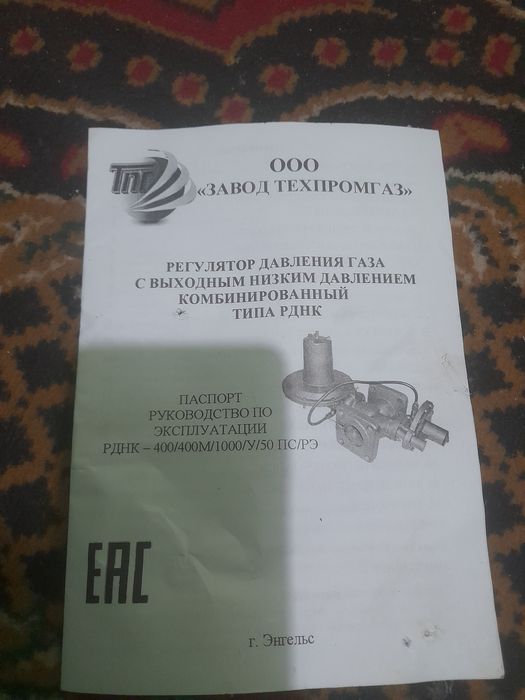 ТПТ
ООО
«ЗАВОД ТЕХПРОМГАЗ»
РЕГУЛЯТОР ДАВЛЕНИЯ ГАЗА
С ВЫХОДНЫМ НИЗКИМ ДАВЛЕНИЕМ
КОМБИНИРОВАННЫЙ
ТИПА РДНК
ПАСПОРТ
РУКОВОДСТВО ПО
ЭКСПЛУАТАЦИИ
РДНК – 400/400М/1000/У/50 ПС/РЭ
ЕАС
г. Энгельс